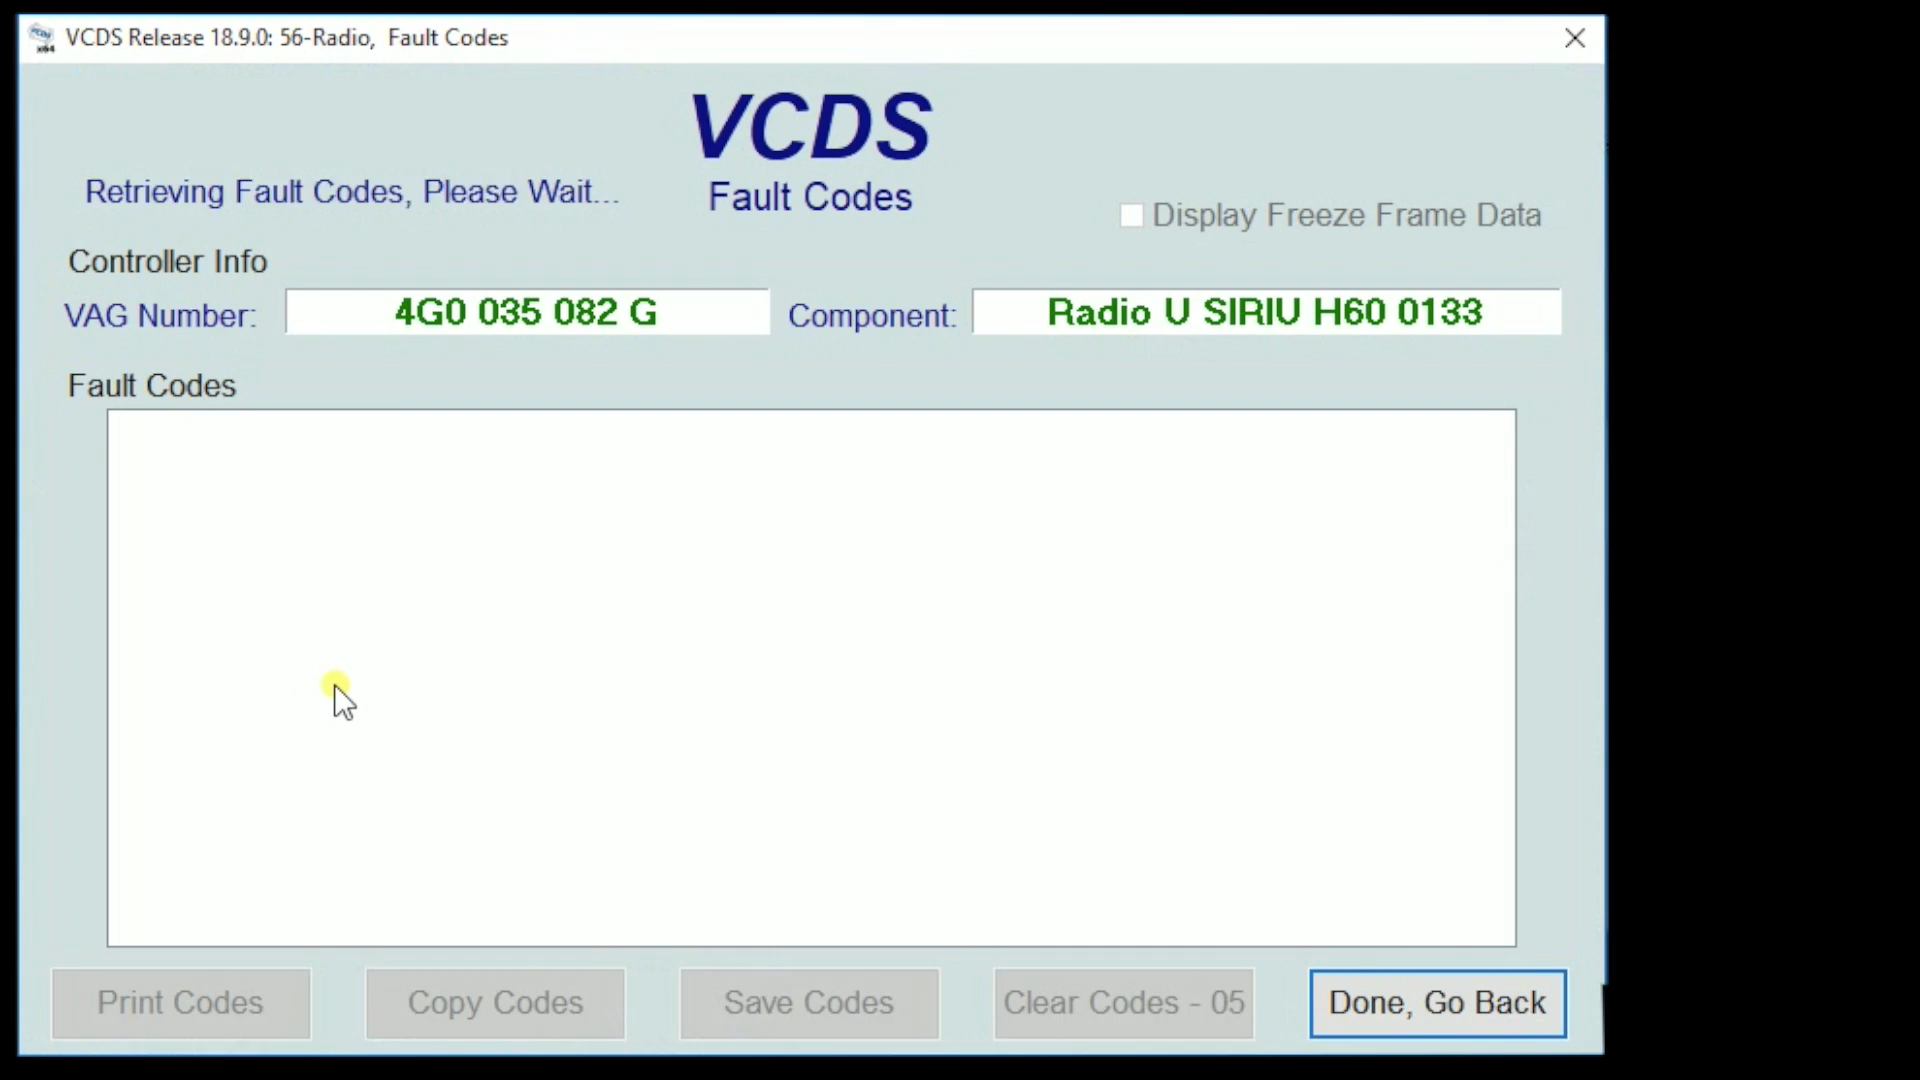 VCDS Release 18.9.0: 56-Radio, Fault Codes
VCDS
Fault Codes
Retrieving Fault Codes, Please Wait...
Display Freeze Frame Data
Controller Info
VAG Number: 4G0 035 082 G Component: Radio U SIRIU H60 0133
Fault Codes
Print Codes Copy Codes Save Codes Clear Codes - 05 Done, Go Back